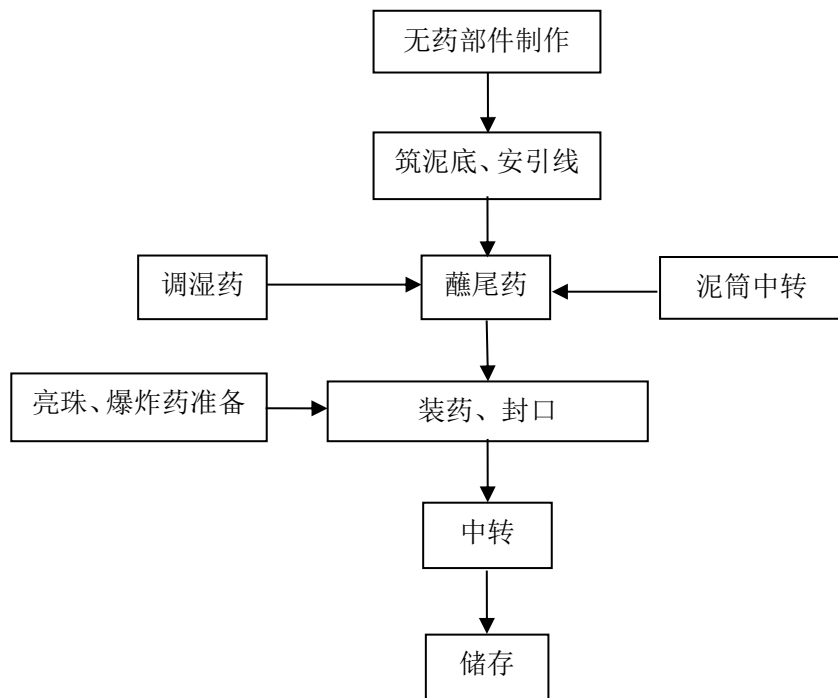 无药部件制作
筑泥底、安引线
调湿药
蘸尾药
泥筒中转
亮珠、爆炸药准备
装药、封口
中转
储存